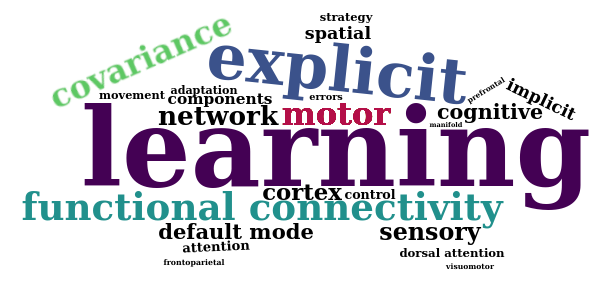 strategy
spatial
covariance
explicit
movement
adaptation
components
errors
prefrontal
implicit
network
motor
cognitive
manifold
learning
cortex
control
functional connectivity
default mode
sensory
attention
dorsal attention
frontoparietal
visuomotor